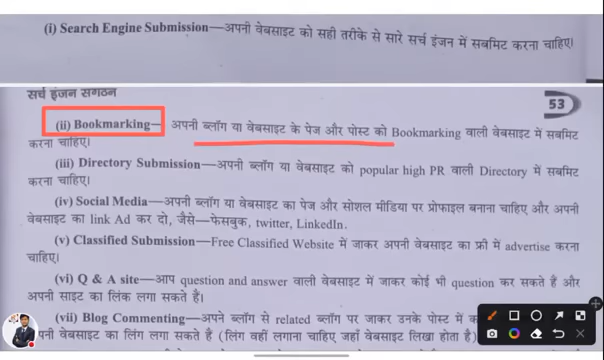 (i) Search Engine Submission—अपनी वेबसाइट को सही तरीके से सारे सर्च इंजन में सबमिट करना चाहिए।
सर्च इंजन संगठन
53
(ii) Bookmarking— अपनी ब्लॉग या वेबसाइट के पेज और पोस्ट को Bookmarking वाली वेबसाइट में सबमिट
करना चाहिए।
(iii) Directory Submission—अपनी ब्लॉग या वेबसाइट को popular high PR वाली Directory में सबमिट
करना चाहिए।
(iv) Social Media—अपनी ब्लॉग या वेबसाइट का पेज और सोशल मीडिया पर प्रोफाइल बनाना चाहिए और अपनी
वेबसाइट का link Ad कर दो, जैसे—फेसबुक, twitter, LinkedIn.
(v) Classified Submission—Free Classified Website में जाकर अपनी वेबसाइट का फ्री में advertise करना
चाहिए।
(vi) Q & A site—आप question and answer वाली वेबसाइट में जाकर कोई भी question कर सकते हैं और
अपनी साइट का लिंक लगा सकते हैं।
(vii) Blog Commenting—अपने ब्लॉग से related ब्लॉग पर जाकर उनके पोस्ट में
अपनी वेबसाइट का लिंग लगा सकते हैं (लिंग वहीं लगाना चाहिए जहाँ वेबसाइट लिखा होता है)